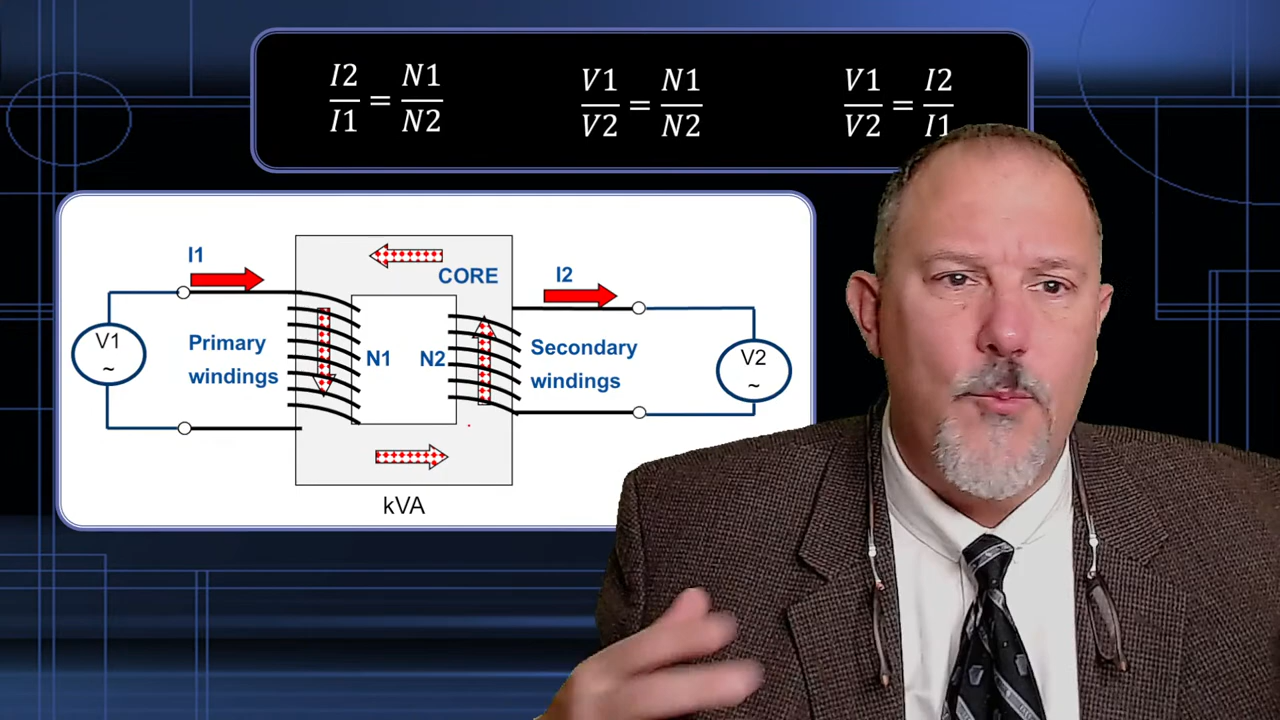 I2/I1 = N1/N2
V1/V2 = N1/N2
V1/V2 = I2/I1
I1
CORE
I2
V1
~
Primary
windings
N1
N2
Secondary
windings
V2
~
kVA